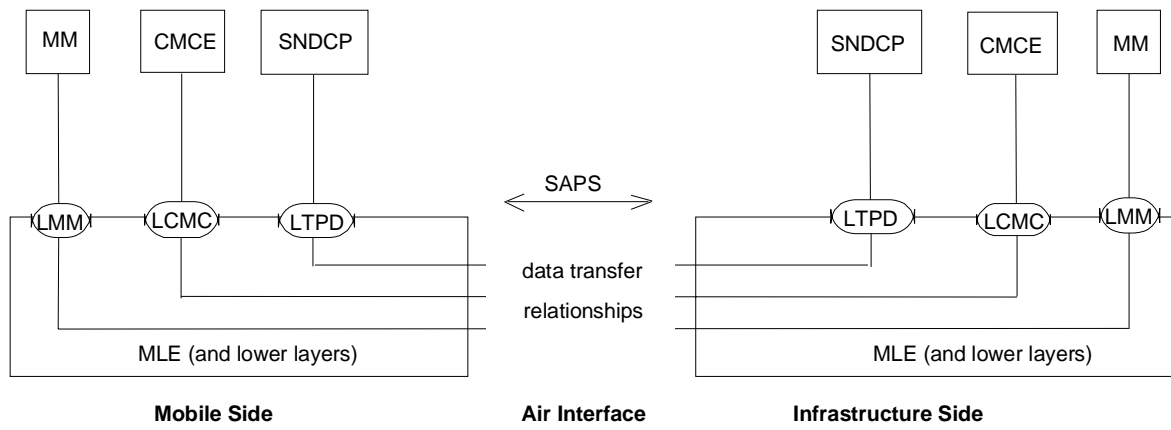 MM CMCE SNDCP SNDCP CMCE MM
SAPS
LMM LCMC LTPD LTPD LCMC LMM
data transfer
relationships
MLE (and lower layers) MLE (and lower layers)
Mobile Side Air Interface Infrastructure Side